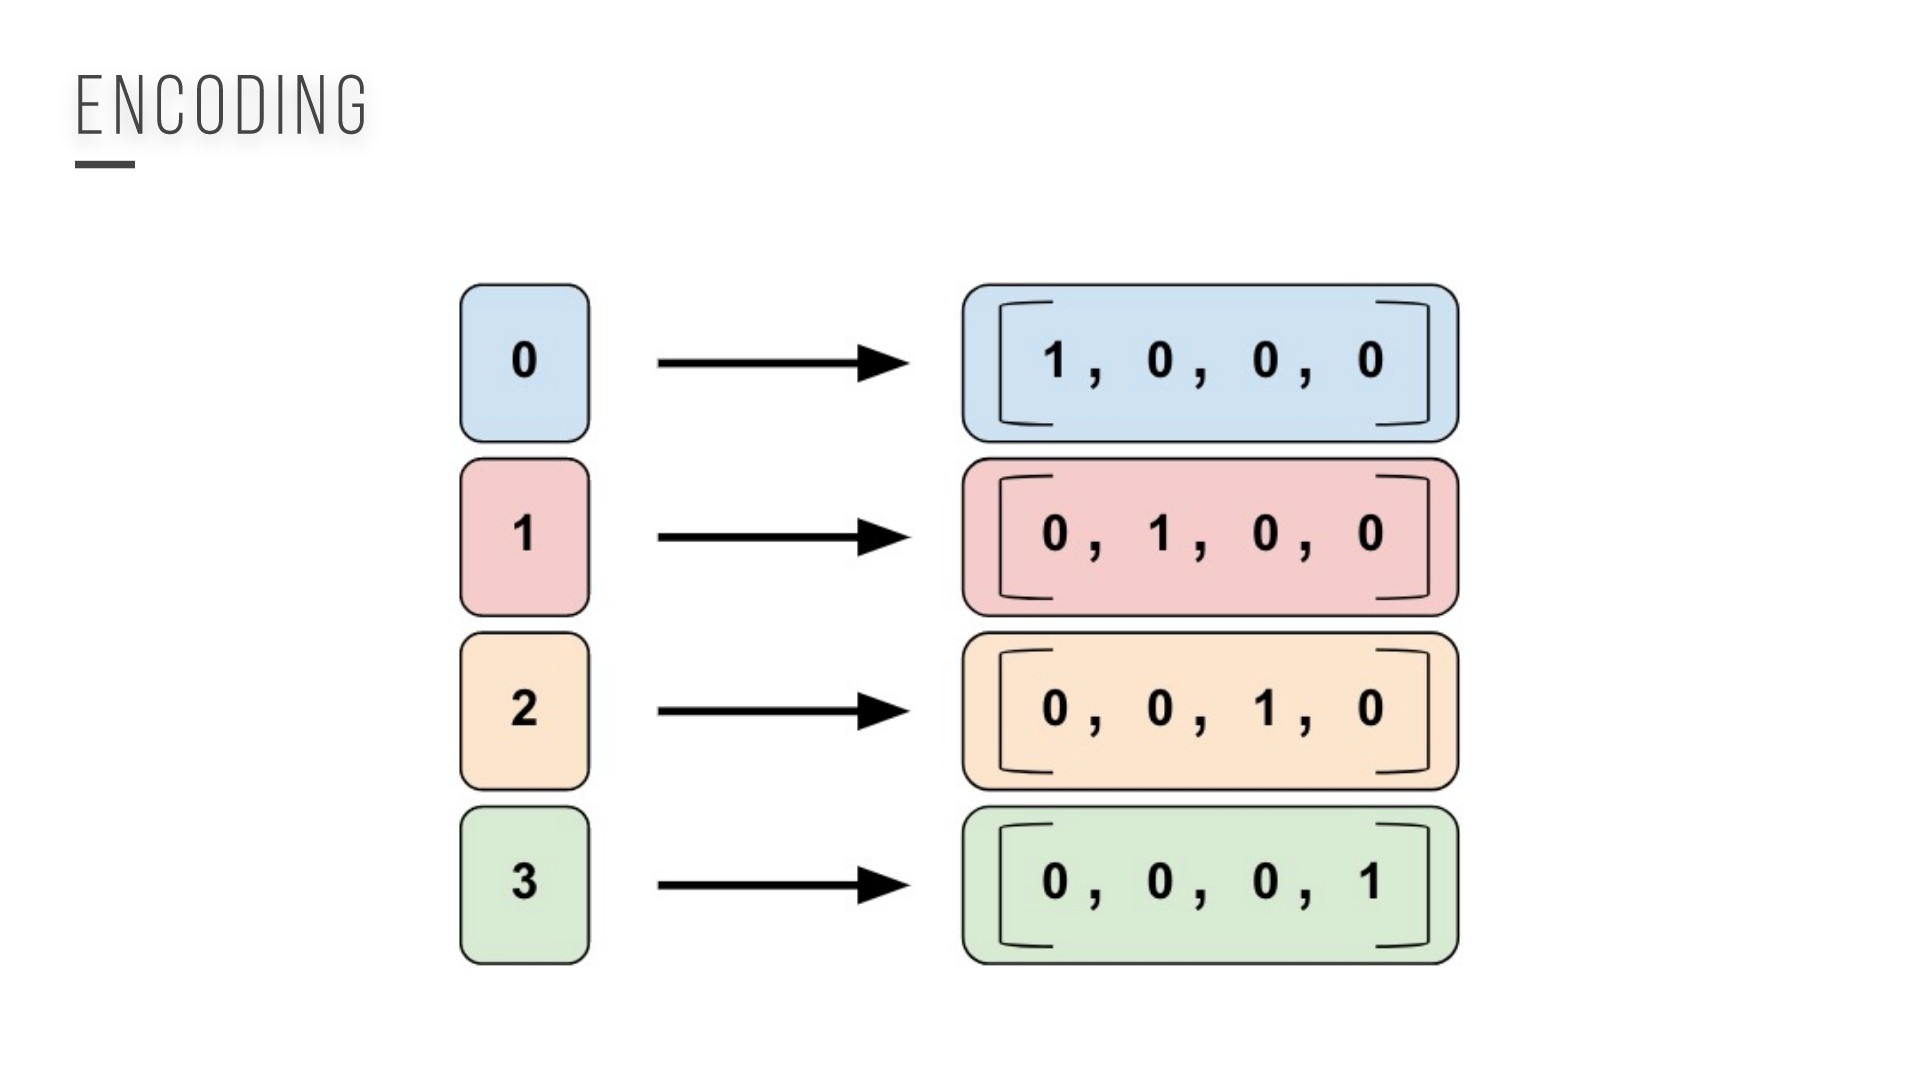 ENCODING
0 [1, 0, 0, 0]
1 [0, 1, 0, 0]
2 [0, 0, 1, 0]
3 [0, 0, 0, 1]